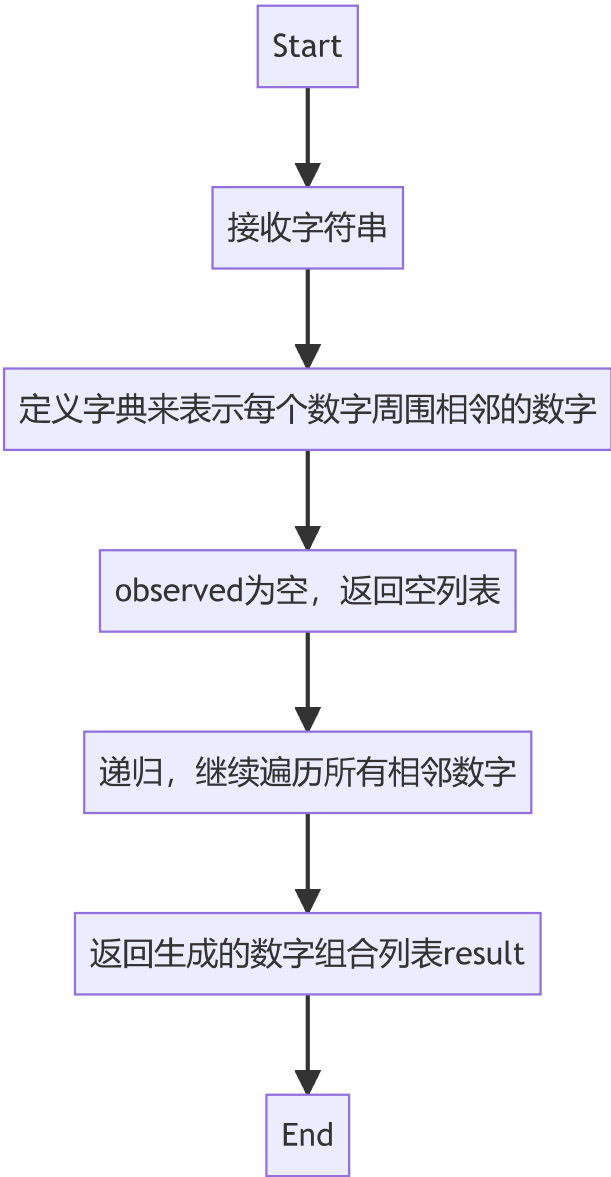 Start
接收字符串
定义字典来表示每个数字周围相邻的数字
observed为空，返回空列表
递归，继续遍历所有相邻数字
返回生成的数字组合列表result
End